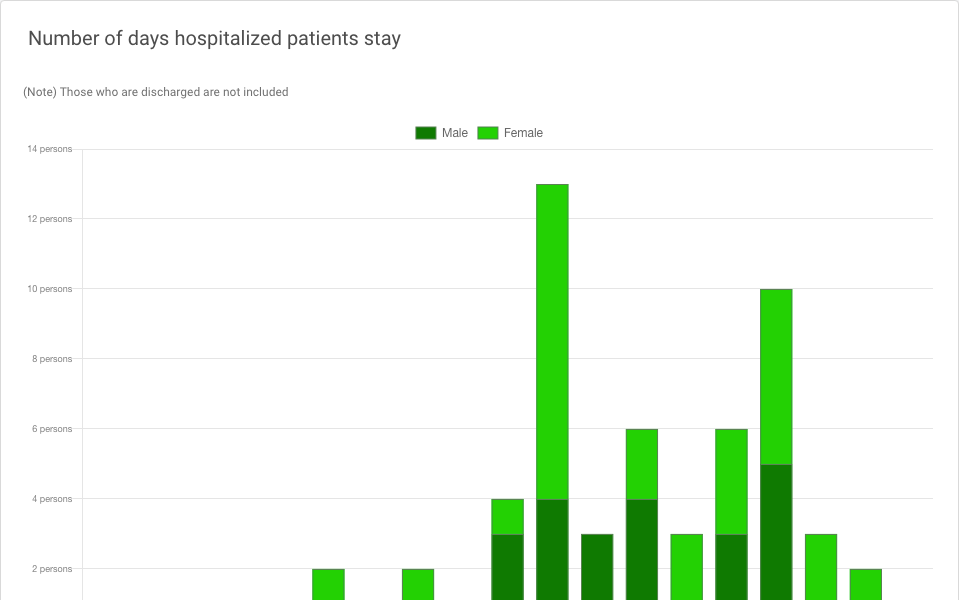 Number of days hospitalized patients stay
(Note) Those who are discharged are not included
Male Female
14 persons
12 persons
10 persons
8 persons
6 persons
4 persons
2 persons